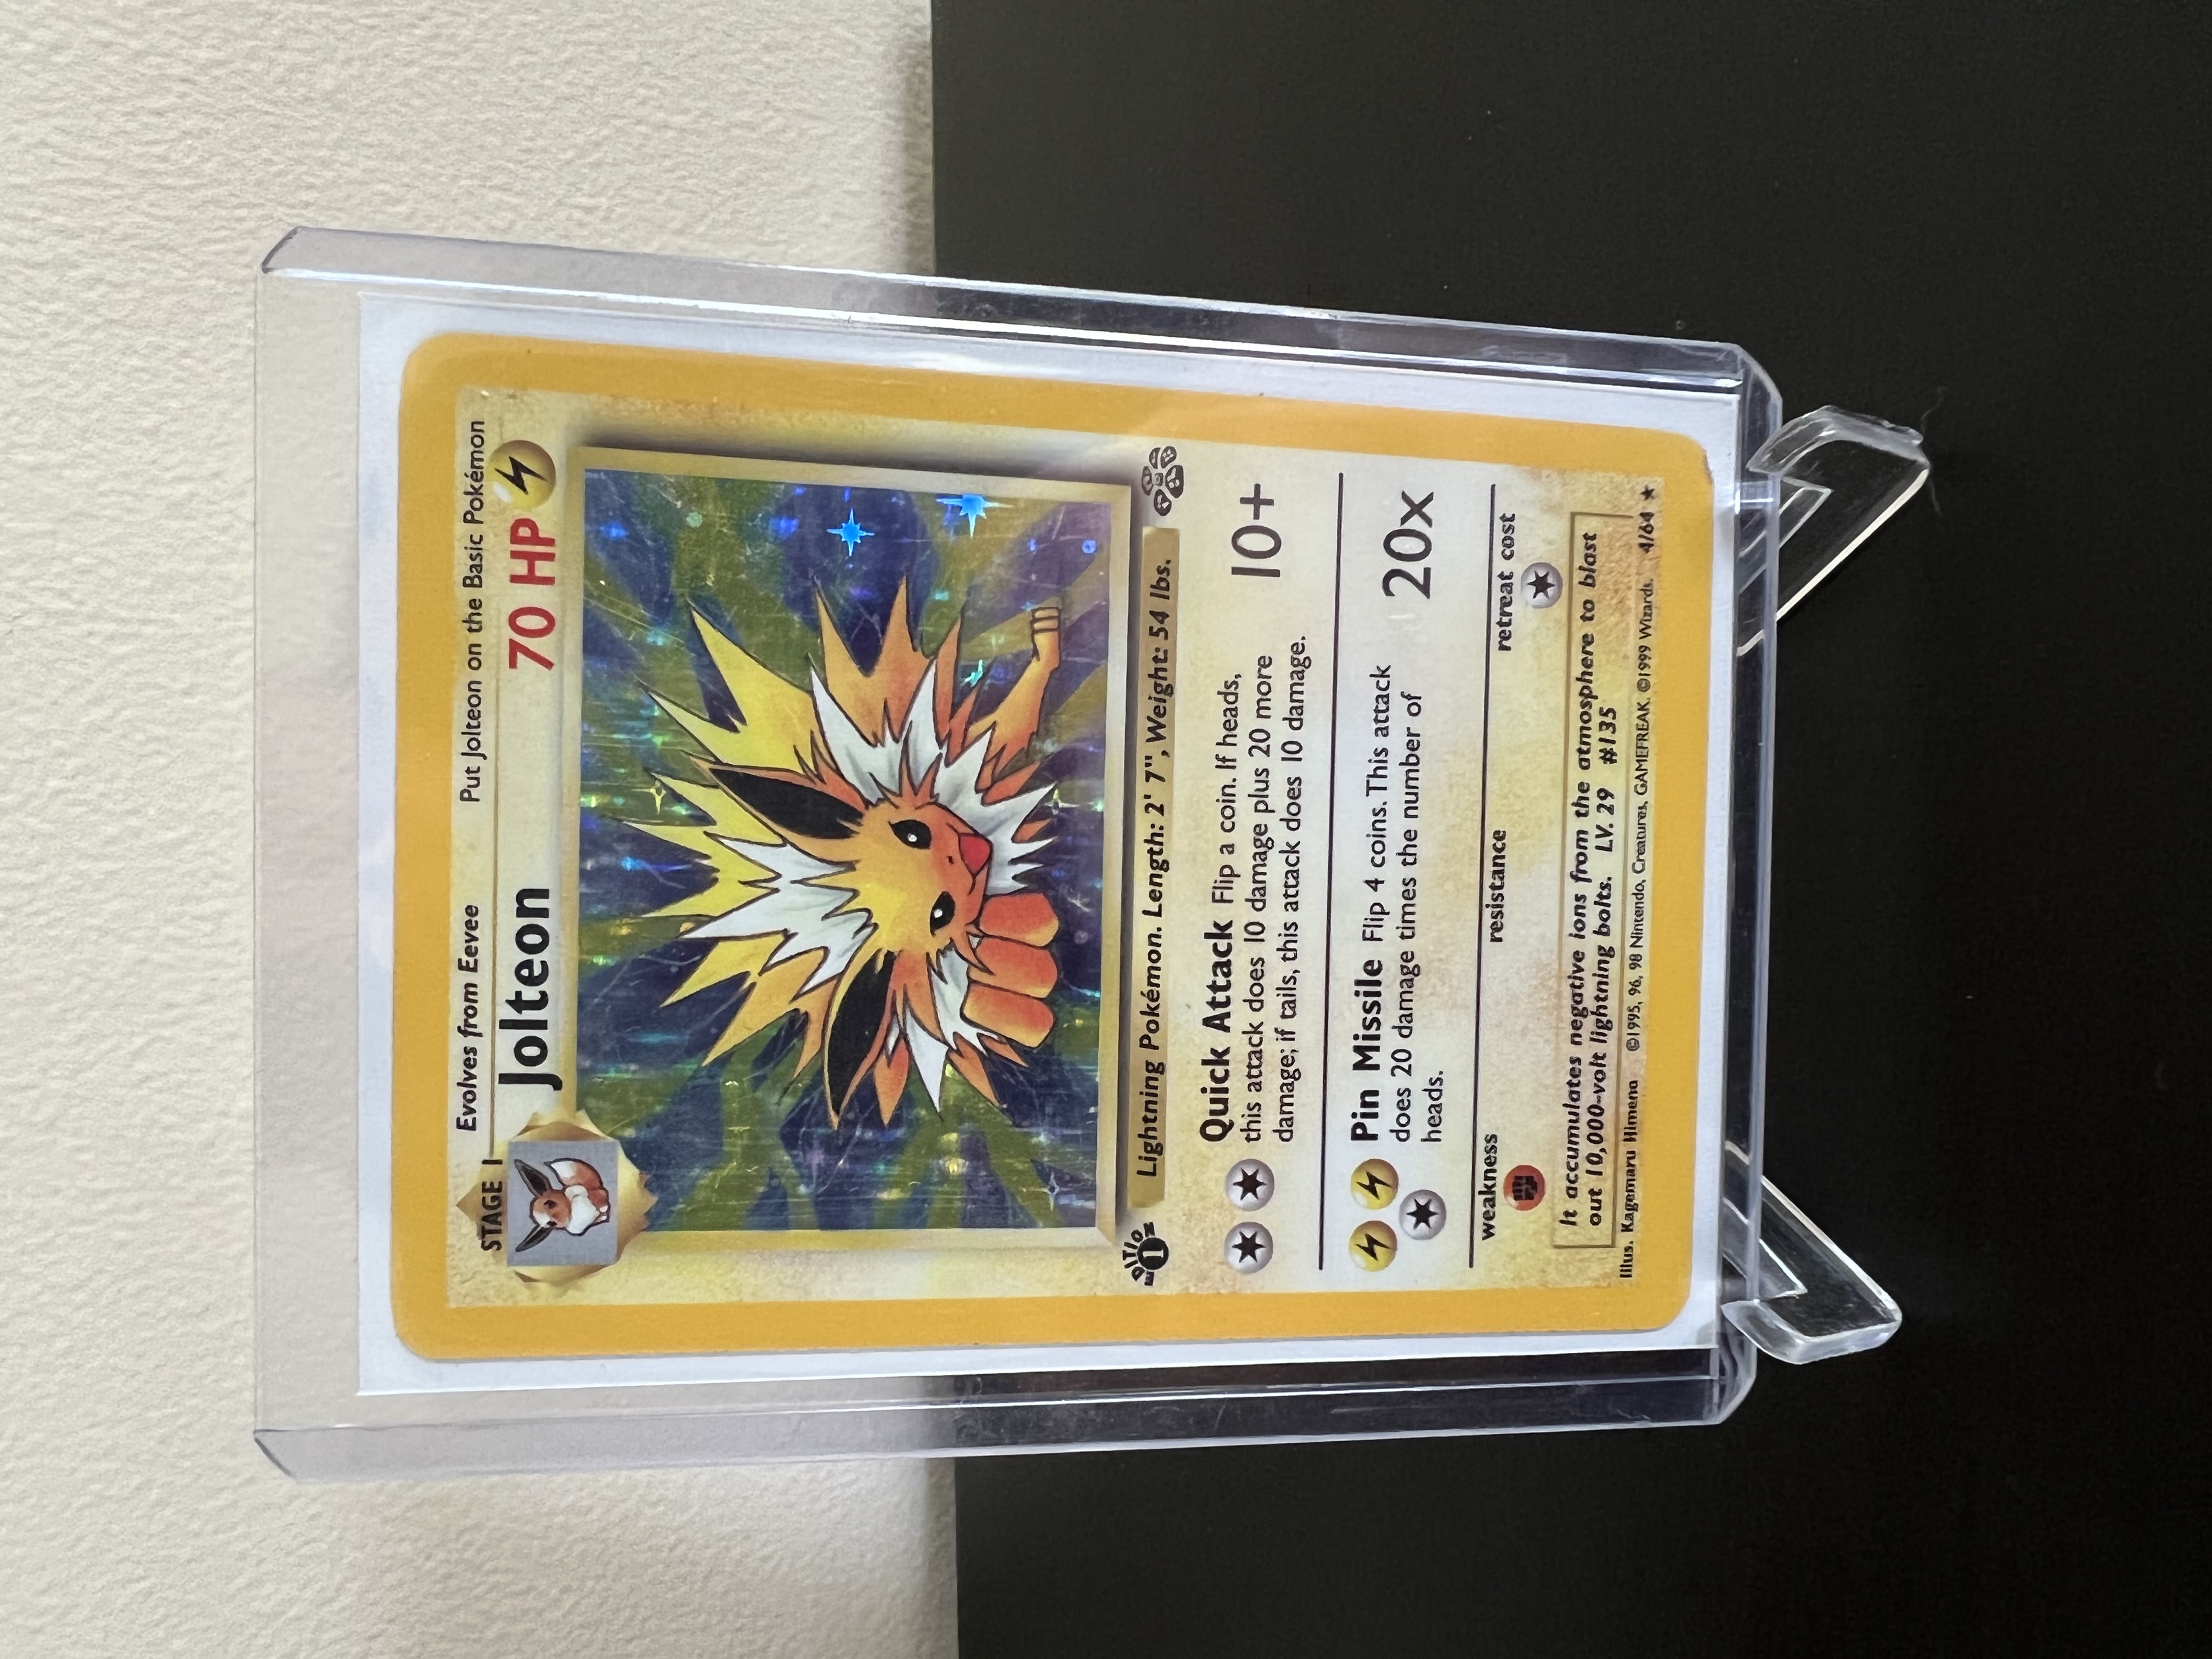 Evolves from Eevee Put Jolteon on the Basic Pokémon
STAGE 1
Jolteon 70 HP
EDITION
1
Lightning Pokémon. Length: 2' 7", Weight: 54 lbs.
Quick Attack Flip a coin. If heads,
this attack does 10 damage plus 20 more
damage; if tails, this attack does 10 damage.
10+
Pin Missile Flip 4 coins. This attack
does 20 damage times the number of
heads.
20x
weakness resistance retreat cost
It accumulates negative ions from the atmosphere to blast
out 10,000-volt lightning bolts. LV. 29 #135
Illus. Kagemaru Himeno ©1995, 96, 98 Nintendo, Creatures, GAMEFREAK. ©1999 Wizards. 4/64 ★